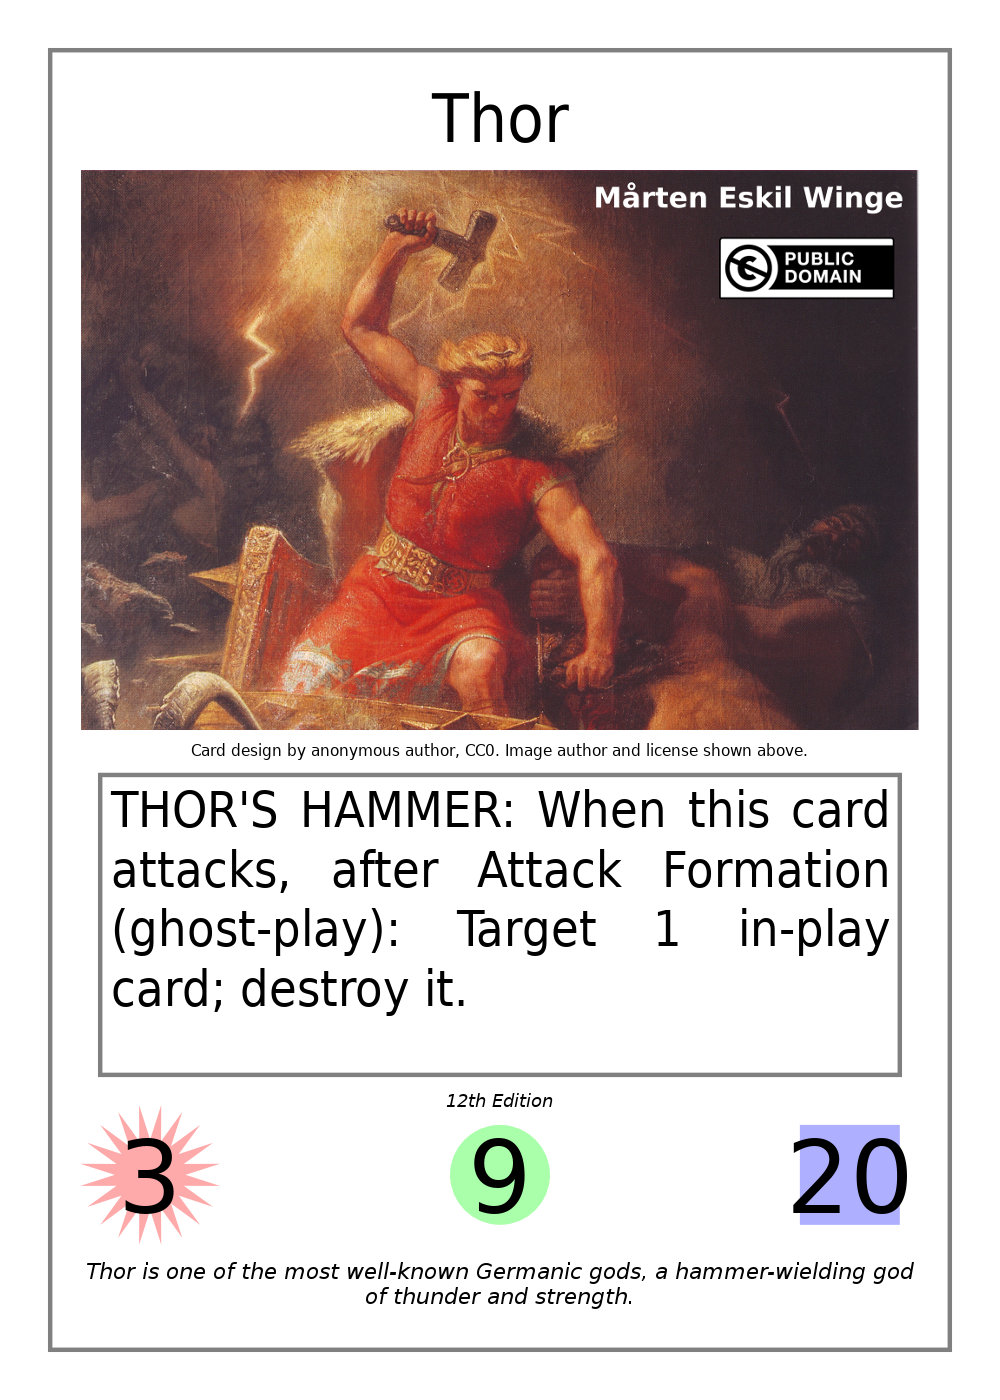 Thor
Mårten Eskil Winge
PUBLIC
DOMAIN
Card design by anonymous author, CC0. Image author and license shown above.
THOR'S HAMMER: When this card
attacks, after Attack Formation
(ghost-play): Target 1 in-play
card; destroy it.
12th Edition
3 9 20
Thor is one of the most well-known Germanic gods, a hammer-wielding god
of thunder and strength.